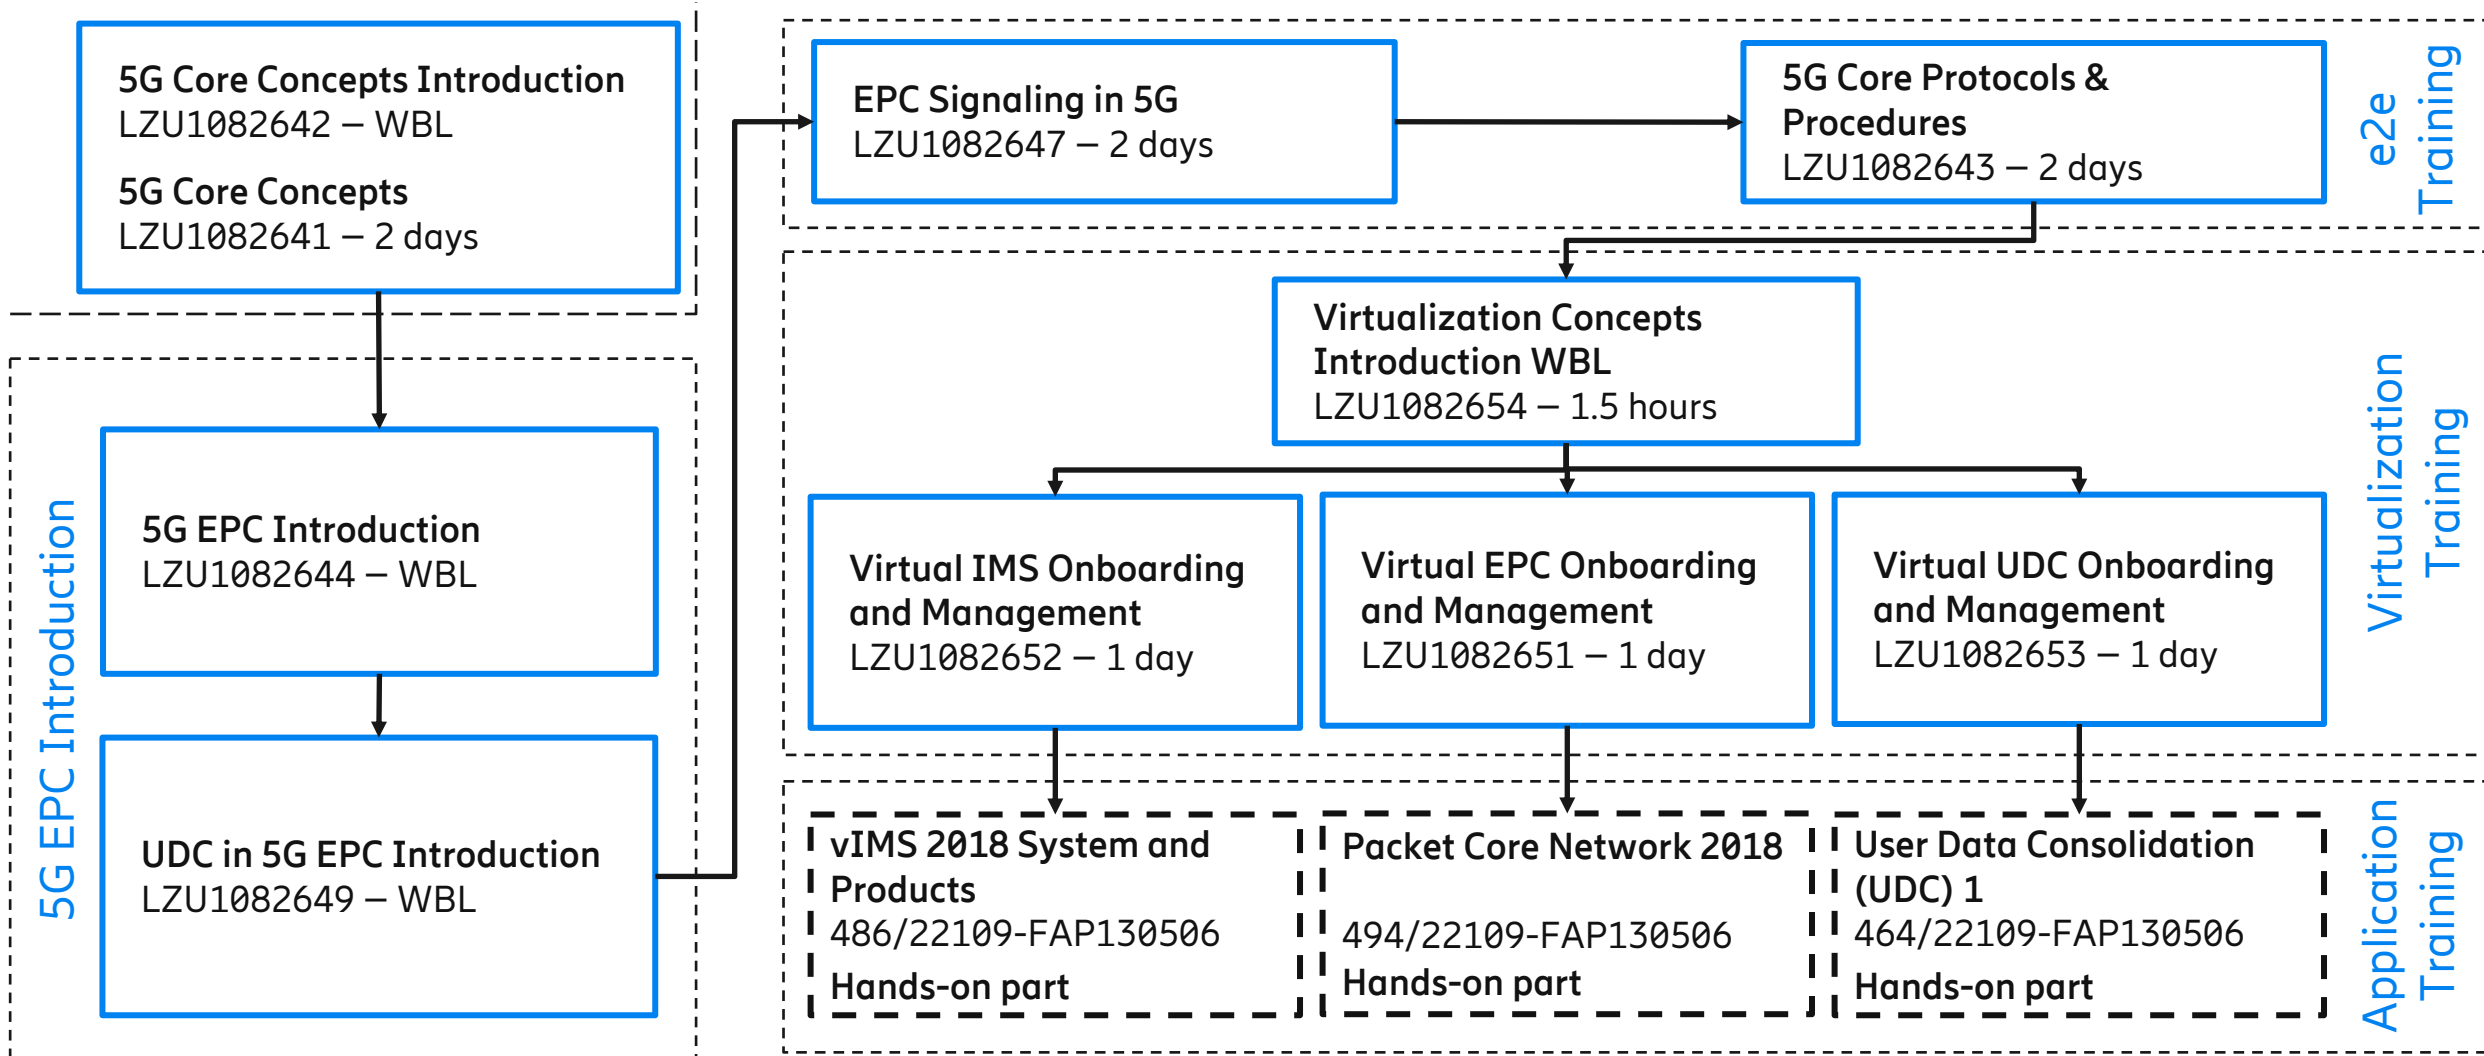 5G Core Concepts Introduction
LZU1082642 – WBL
5G Core Concepts
LZU1082641 – 2 days
5G EPC Introduction
5G EPC Introduction
LZU1082644 – WBL
UDC in 5G EPC Introduction
LZU1082649 – WBL
EPC Signaling in 5G
LZU1082647 – 2 days
5G Core Protocols &
Procedures
LZU1082643 – 2 days
e2e
Training
Virtualization Concepts
Introduction WBL
LZU1082654 – 1.5 hours
Virtual IMS Onboarding
and Management
LZU1082652 – 1 day
Virtual EPC Onboarding
and Management
LZU1082651 – 1 day
Virtual UDC Onboarding
and Management
LZU1082653 – 1 day
Virtualization
Training
vIMS 2018 System and
Products
486/22109-FAP130506
Hands-on part
Packet Core Network 2018
494/22109-FAP130506
Hands-on part
User Data Consolidation
(UDC) 1
464/22109-FAP130506
Hands-on part
Application
Training